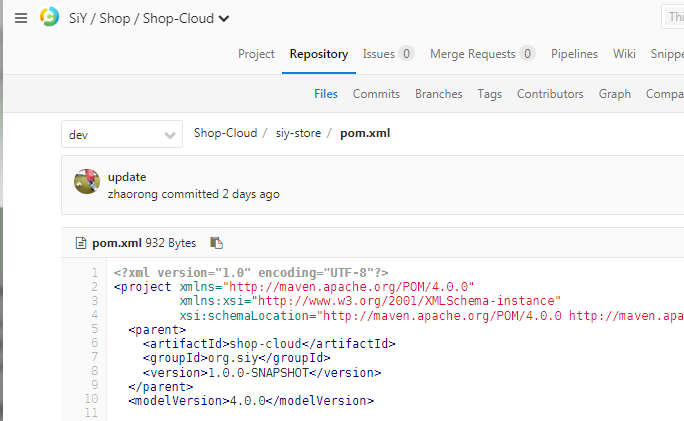 SiY / Shop / Shop-Cloud
Project Repository Issues 0 Merge Requests 0 Pipelines Wiki
Files Commits Branches Tags Contributors Graph
dev Shop-Cloud / siy-store / pom.xml
update
zhaorong committed 2 days ago
pom.xml 932 Bytes
1 <?xml version="1.0" encoding="UTF-8"?>
2 <project xmlns="http://maven.apache.org/POM/4.0.0"
3 xmlns:xsi="http://www.w3.org/2001/XMLSchema-instance"
4 xsi:schemaLocation="http://maven.apache.org/POM/4.0.0 http://maven.apa
5 <parent>
6 <artifactId>shop-cloud</artifactId>
7 <groupId>org.siy</groupId>
8 <version>1.0.0-SNAPSHOT</version>
9 </parent>
10 <modelVersion>4.0.0</modelVersion>
11